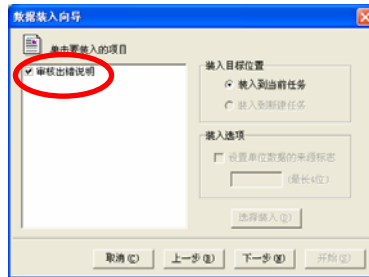 数据装入向导
单击要装入的项目
审核出错说明
装入目标位置
装入到当前任务
装入到新建任务
装入选项
设置单位数据的来源标志
(最长4位)
选择装入(Q)
取消(C)
上一步(B)
下一步(N)
开始(E)